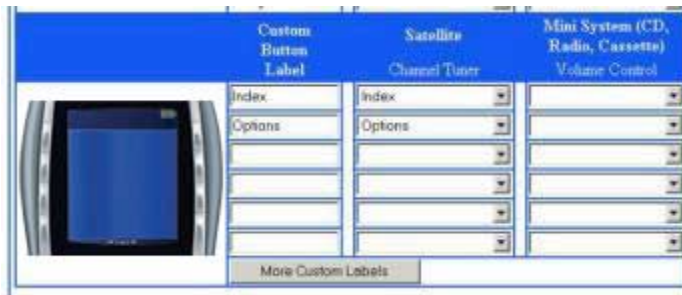 Custom
Button
Label
Satellite
Channel Tuner
Mini System (CD,
Radio, Cassette)
Volume Control
Index
Index
Options
Options
More Custom Labels